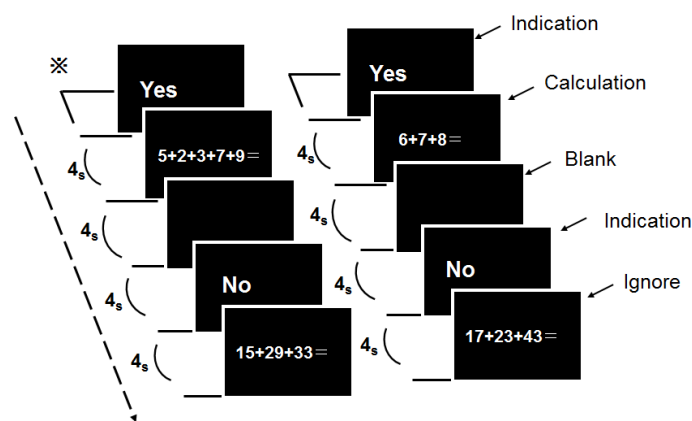 ※
Yes
5+2+3+7+9=
No
15+29+33=
4s
4s
4s
4s
Yes
6+7+8=
No
17+23+43=
4s
4s
4s
4s
Indication
Calculation
Blank
Indication
Ignore